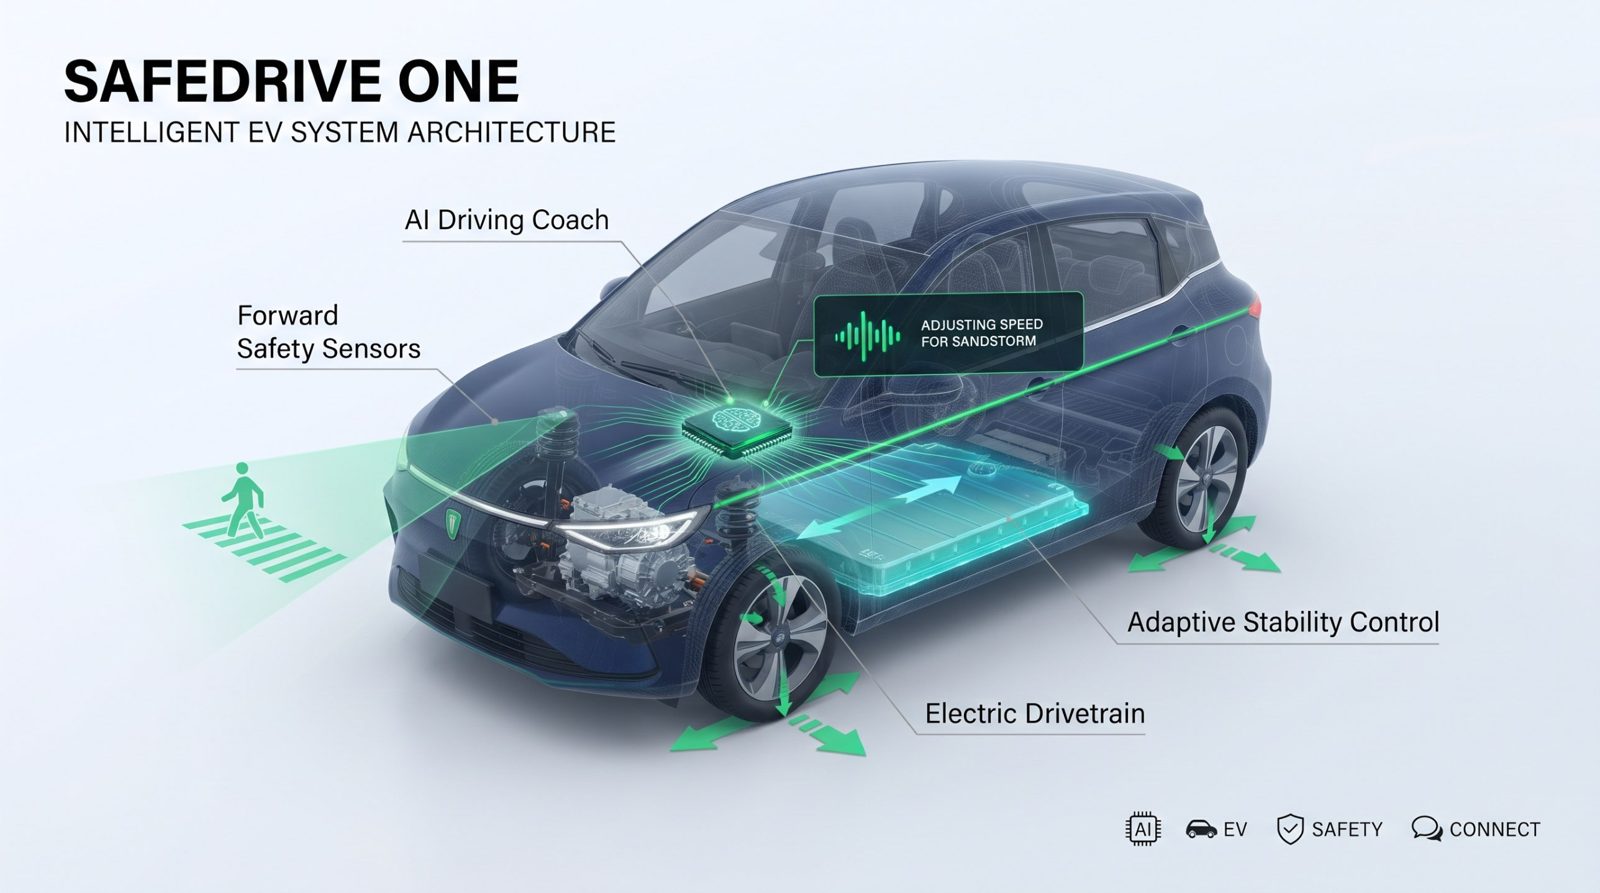 SAFEDRIVE ONE
INTELLIGENT EV SYSTEM ARCHITECTURE
AI Driving Coach
Forward
Safety Sensors
ADJUSTING SPEED
FOR SANDSTORM
Adaptive Stability Control
Electric Drivetrain
AI EV SAFETY CONNECT